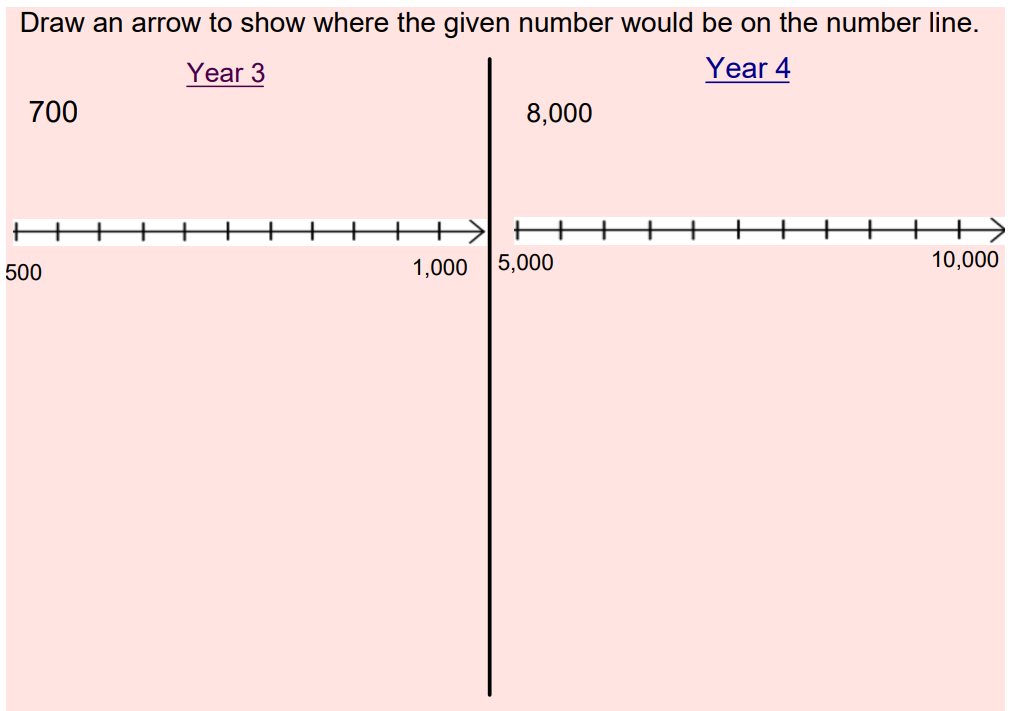 Draw an arrow to show where the given number would be on the number line.
Year 3
700
500
1,000
Year 4
8,000
5,000
10,000